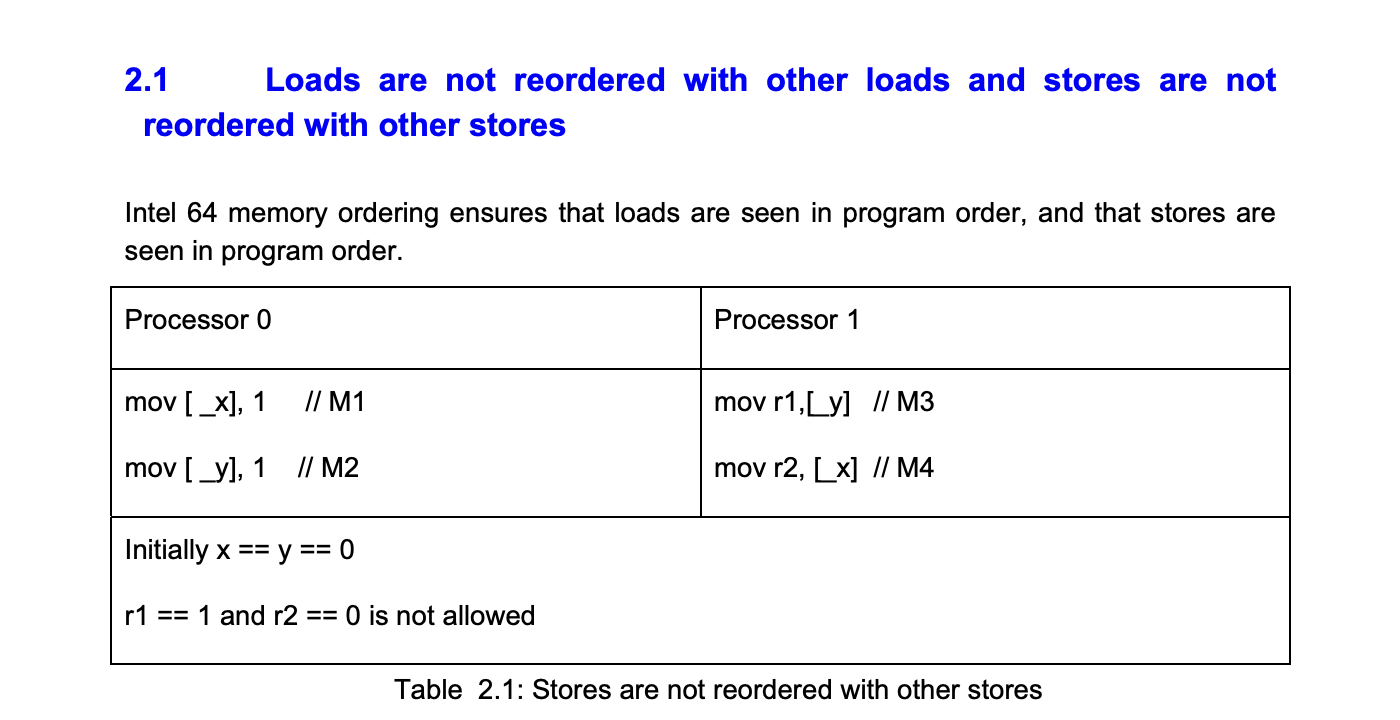 2.1 Loads are not reordered with other loads and stores are not
reordered with other stores
Intel 64 memory ordering ensures that loads are seen in program order, and that stores are
seen in program order.
Processor 0
Processor 1
mov [ _x], 1 // M1
mov [ _y], 1 // M2
mov r1,[_y] // M3
mov r2, [_x] // M4
Initially x == y == 0
r1 == 1 and r2 == 0 is not allowed
Table 2.1: Stores are not reordered with other stores